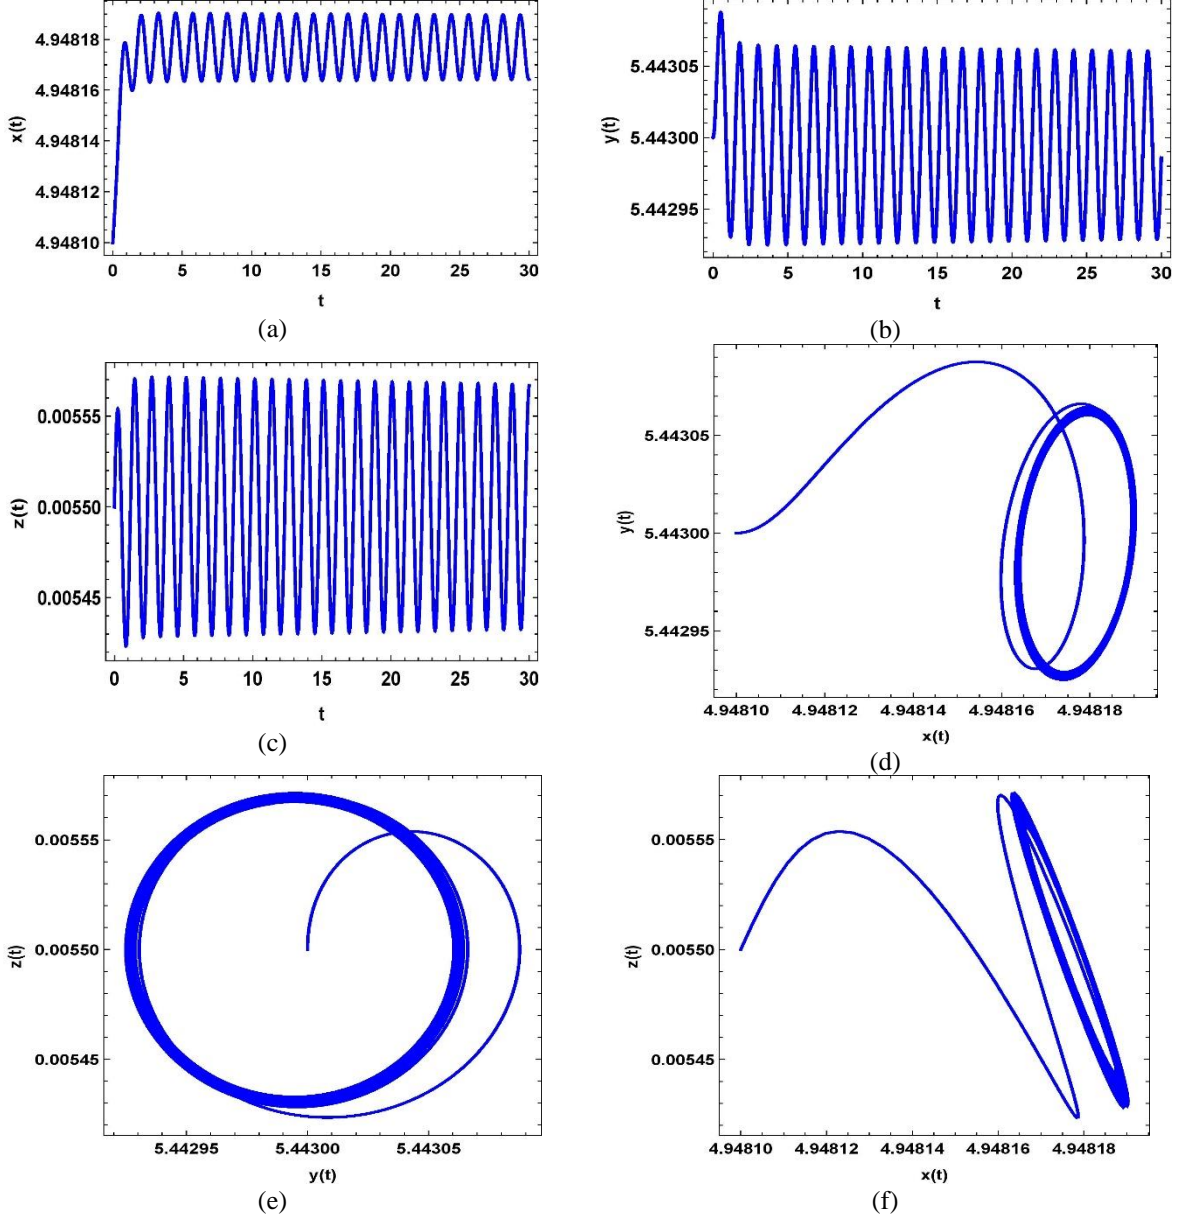 x(t)
4.94818
4.94816
4.94814
4.94812
4.94810
0 5 10 15 20 25 30
t
(a)
y(t)
5.44305
5.44300
5.44295
0 5 10 15 20 25 30
t
(b)
z(t)
0.00555
0.00550
0.00545
0 5 10 15 20 25 30
t
(c)
y(t)
5.44305
5.44300
5.44295
4.94810 4.94812 4.94814 4.94816 4.94818
x(t)
(d)
z(t)
0.00555
0.00550
0.00545
5.44295 5.44300 5.44305
y(t)
(e)
z(t)
0.00555
0.00550
0.00545
4.94810 4.94812 4.94814 4.94816 4.94818
x(t)
(f)